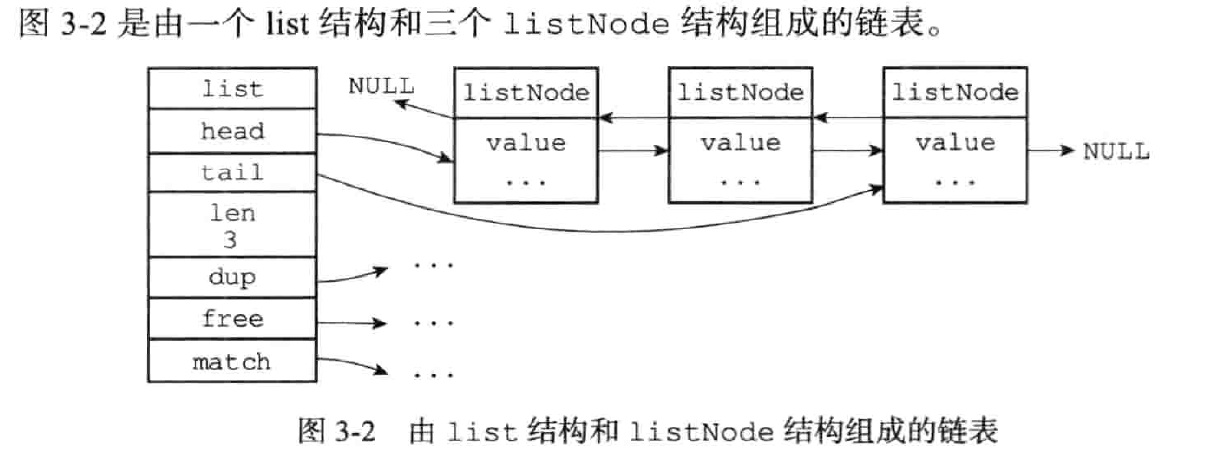 图 3-2 是由一个 list 结构和三个 listNode 结构组成的链表。
list
head
tail
len
3
dup
free
match
NULL
listNode
value
...
listNode
value
...
listNode
value
...
NULL
...
...
...
图 3-2 由 list 结构和 listNode 结构组成的链表